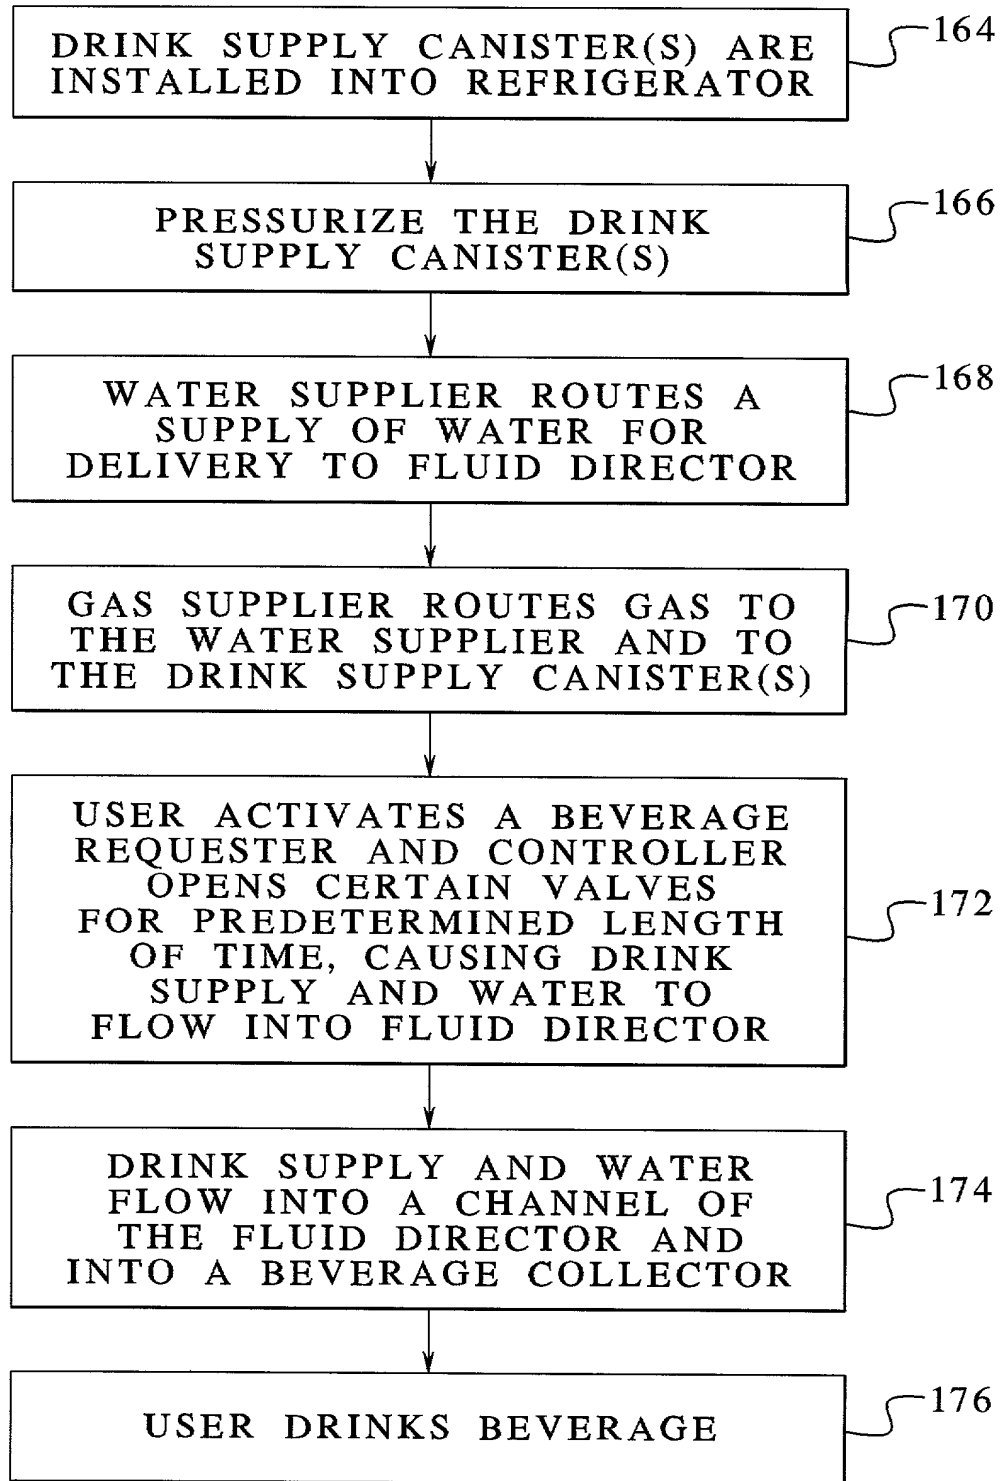 DRINK SUPPLY CANISTER(S) ARE
INSTALLED INTO REFRIGERATOR
164
PRESSURIZE THE DRINK
SUPPLY CANISTER(S)
166
WATER SUPPLIER ROUTES A
SUPPLY OF WATER FOR
DELIVERY TO FLUID DIRECTOR
168
GAS SUPPLIER ROUTES GAS TO
THE WATER SUPPLIER AND TO
THE DRINK SUPPLY CANISTER(S)
170
USER ACTIVATES A BEVERAGE
REQUESTER AND CONTROLLER
OPENS CERTAIN VALVES
FOR PREDETERMINED LENGTH
OF TIME, CAUSING DRINK
SUPPLY AND WATER TO
FLOW INTO FLUID DIRECTOR
172
DRINK SUPPLY AND WATER
FLOW INTO A CHANNEL OF
THE FLUID DIRECTOR AND
INTO A BEVERAGE COLLECTOR
174
USER DRINKS BEVERAGE
176